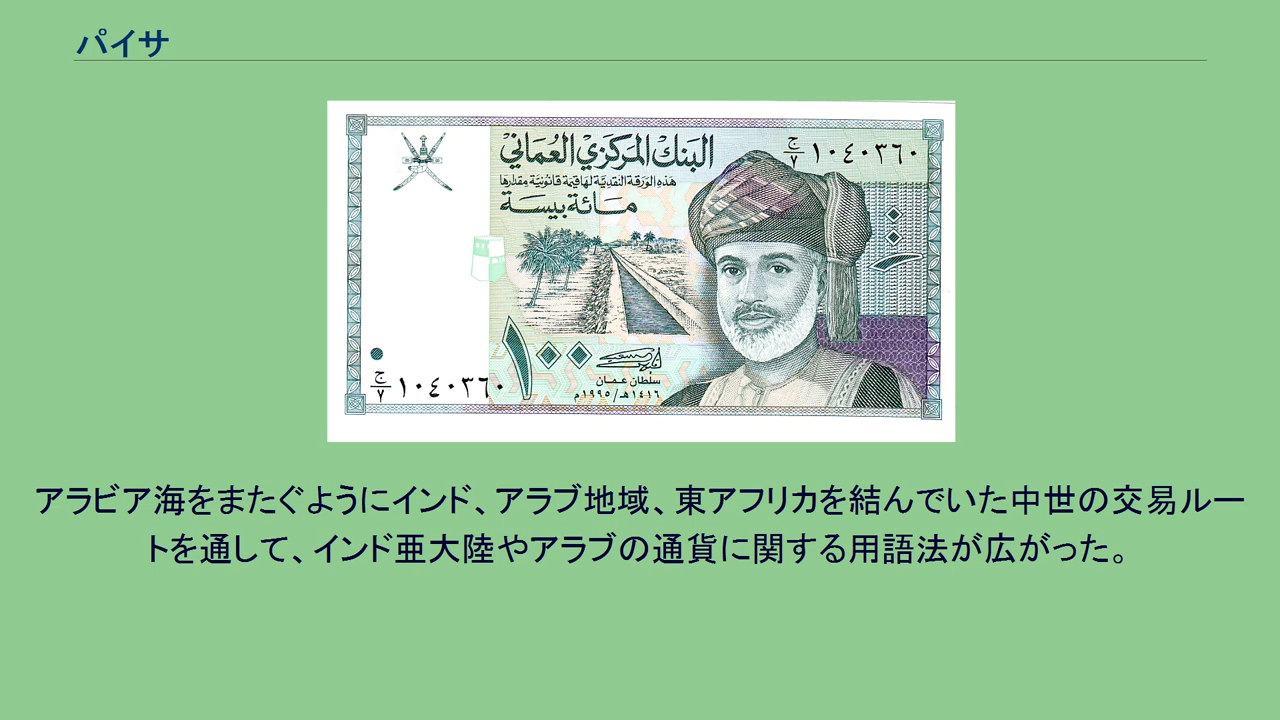 パイサ
البنك المركزي العماني
ج/٧ ١٠٤٠٣٦٠
هذه الورقة النقدية لها قيمة قانونية مقدارها
مائة بيسة
١٠٠
١٠٠
سلطان عمان
١٤١٦هـ/١٩٩٥م
ج/٧ ١٠٤٠٣٦٠
アラビア海をまたぐようにインド、アラブ地域、東アフリカを結んでいた中世の交易ルー
トを通して、インド亜大陸やアラブの通貨に関する用語法が広がった。